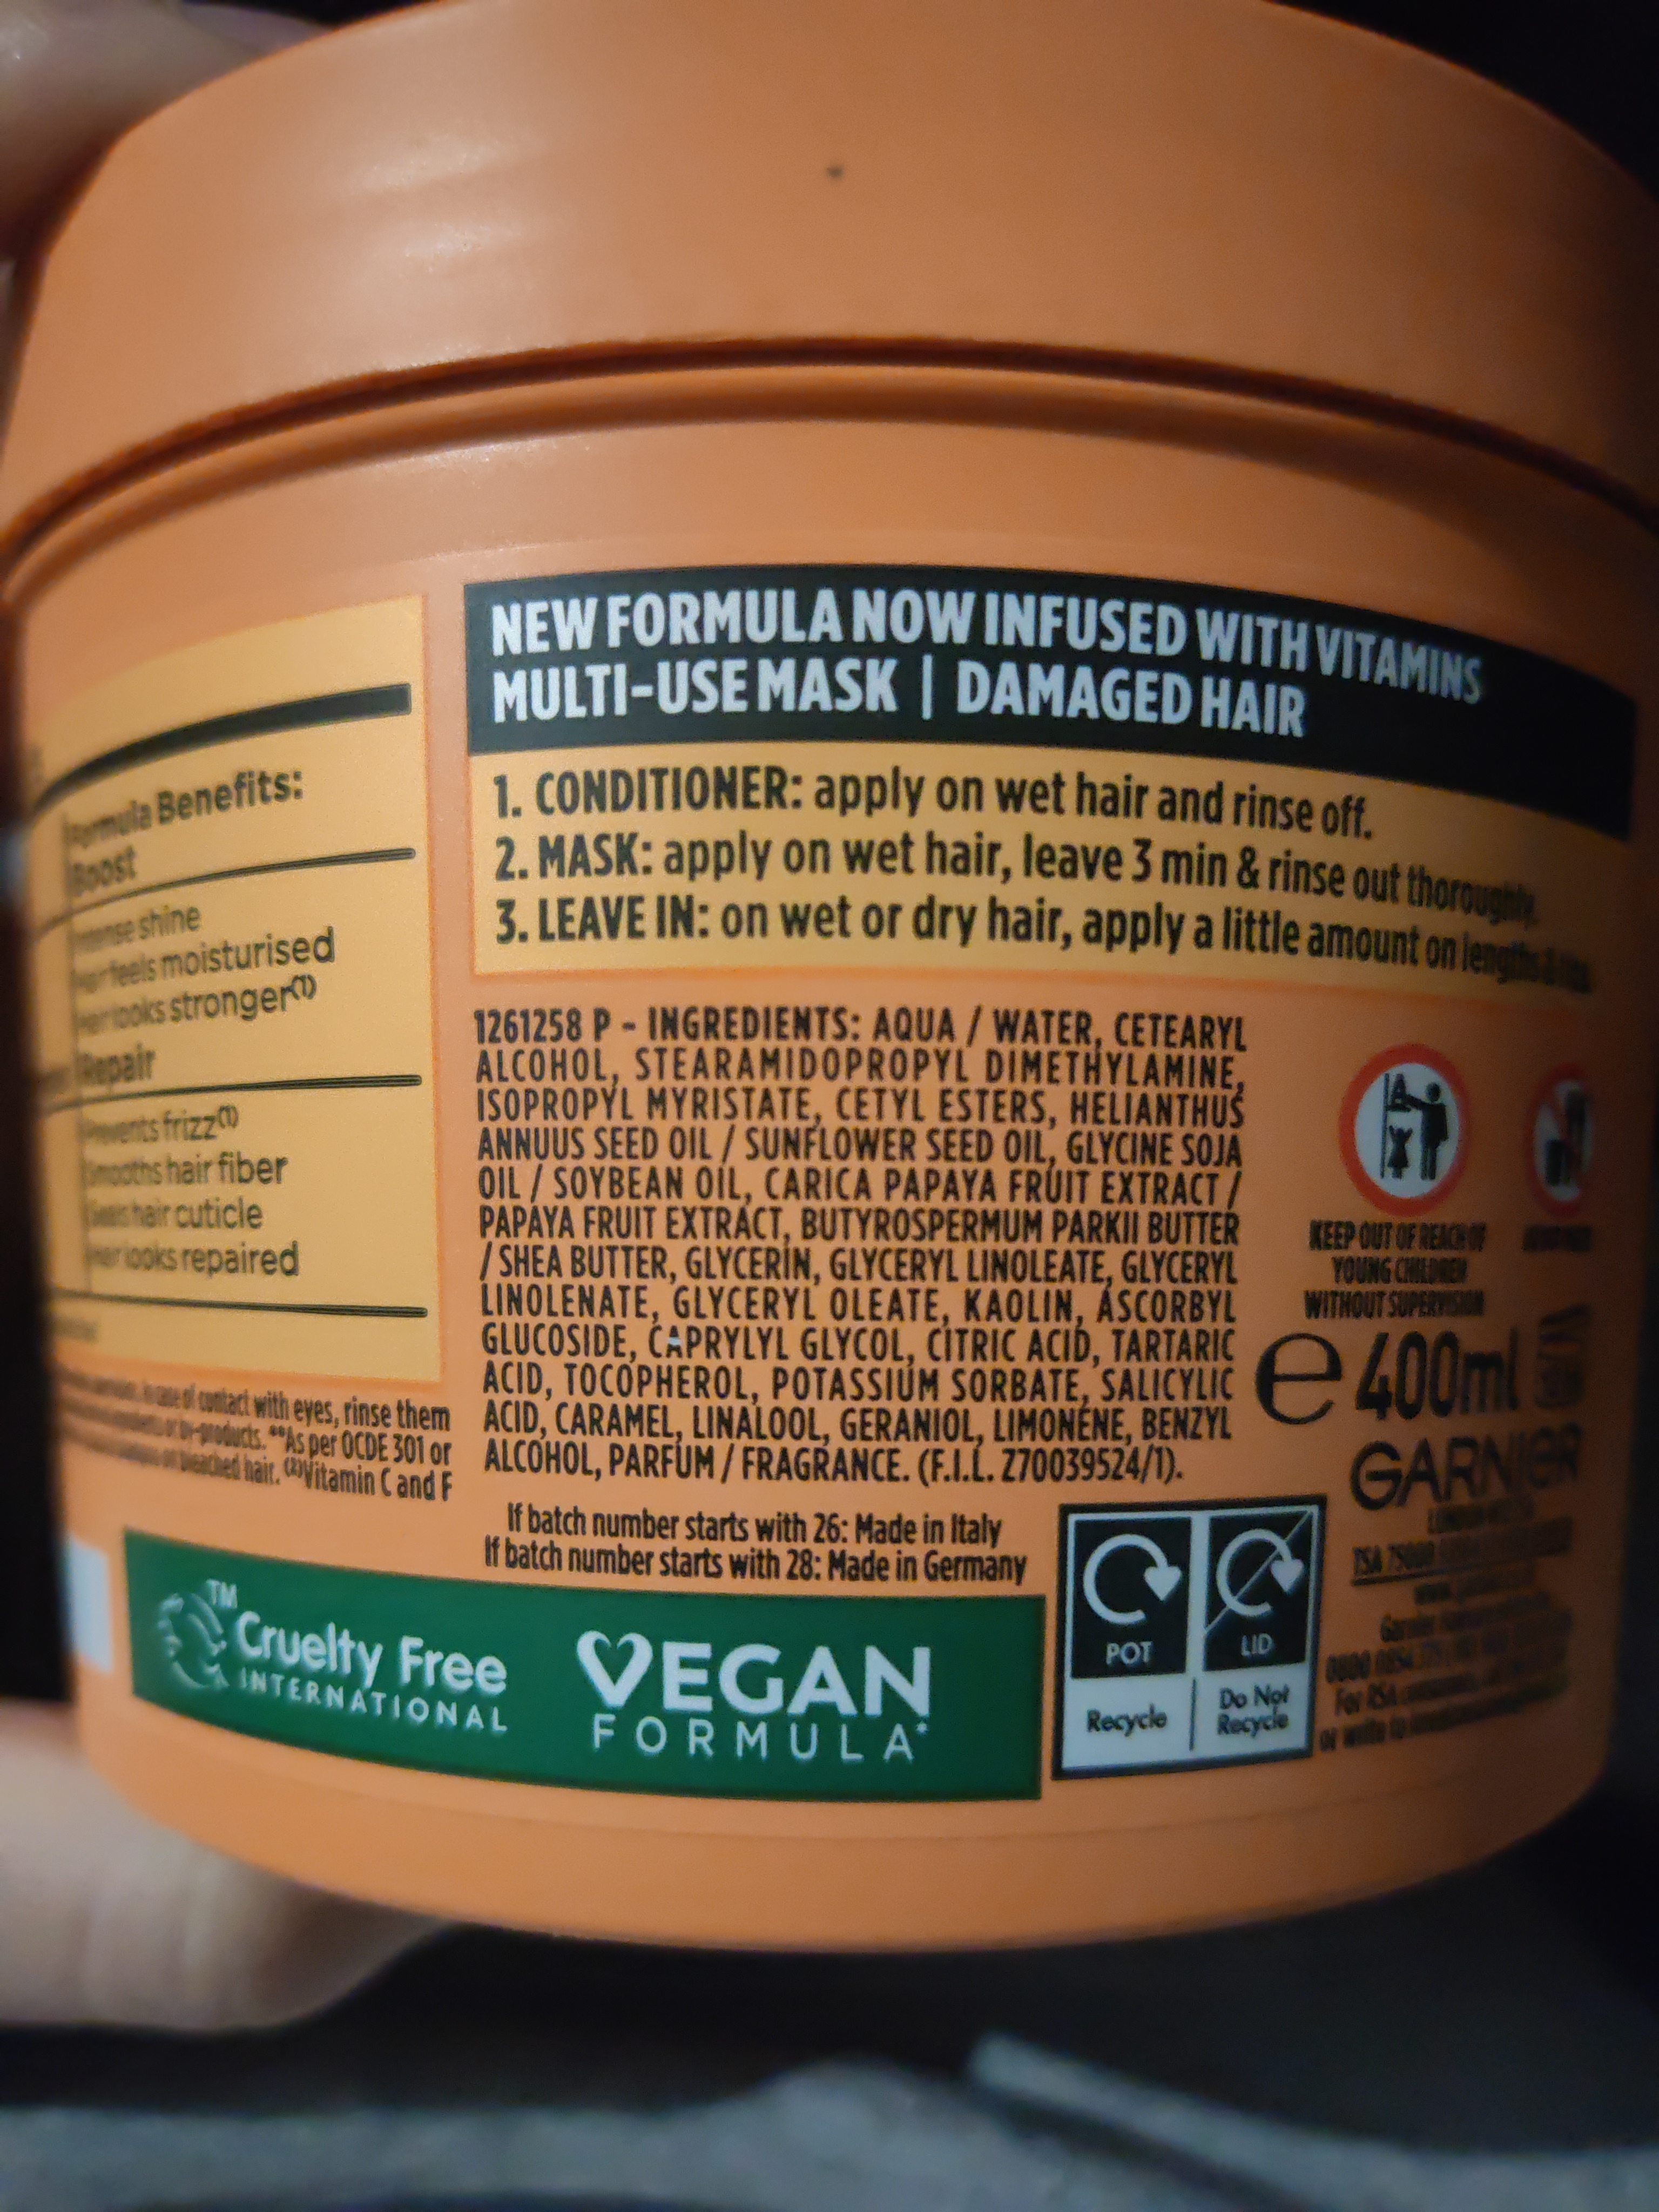 NEW FORMULA NOW INFUSED WITH VITAMINS
MULTI-USE MASK | DAMAGED HAIR
1. CONDITIONER: apply on wet hair and rinse off.
2. MASK: apply on wet hair, leave 3 min & rinse out thoroughly.
3. LEAVE IN: on wet or dry hair, apply a little amount on lengths
Formula Benefits:
Boost
Intense shine
Hair feels moisturised
Hair looks stronger(1)
Repair
Prevents frizz(1)
Smooths hair fiber
Seals hair cuticle
Hair looks repaired
In case of contact with eyes, rinse them
or by-products. **As per OCDE 301 or
on bleached hair. (2)Vitamin C and F
1261258 P - INGREDIENTS: AQUA / WATER, CETEARYL
ALCOHOL, STEARAMIDOPROPYL DIMETHYLAMINE,
ISOPROPYL MYRISTATE, CETYL ESTERS, HELIANTHUS
ANNUUS SEED OIL / SUNFLOWER SEED OIL, GLYCINE SOJA
OIL / SOYBEAN OIL, CARICA PAPAYA FRUIT EXTRACT /
PAPAYA FRUIT EXTRACT, BUTYROSPERMUM PARKII BUTTER
/ SHEA BUTTER, GLYCERIN, GLYCERYL LINOLEATE, GLYCERYL
LINOLENATE, GLYCERYL OLEATE, KAOLIN, ASCORBYL
GLUCOSIDE, CAPRYLYL GLYCOL, CITRIC ACID, TARTARIC
ACID, TOCOPHEROL, POTASSIUM SORBATE, SALICYLIC
ACID, CARAMEL, LINALOOL, GERANIOL, LIMONENE, BENZYL
ALCOHOL, PARFUM / FRAGRANCE. (F.I.L. Z70039524/1).
If batch number starts with 26: Made in Italy
If batch number starts with 28: Made in Germany
TM
Cruelty Free
INTERNATIONAL
VEGAN
FORMULA*
POT
Recycle
LID
Do Not
Recycle
A
KEEP OUT OF REACH OF
YOUNG CHILDREN
WITHOUT SUPERVISION
e 400ml
GARNIER